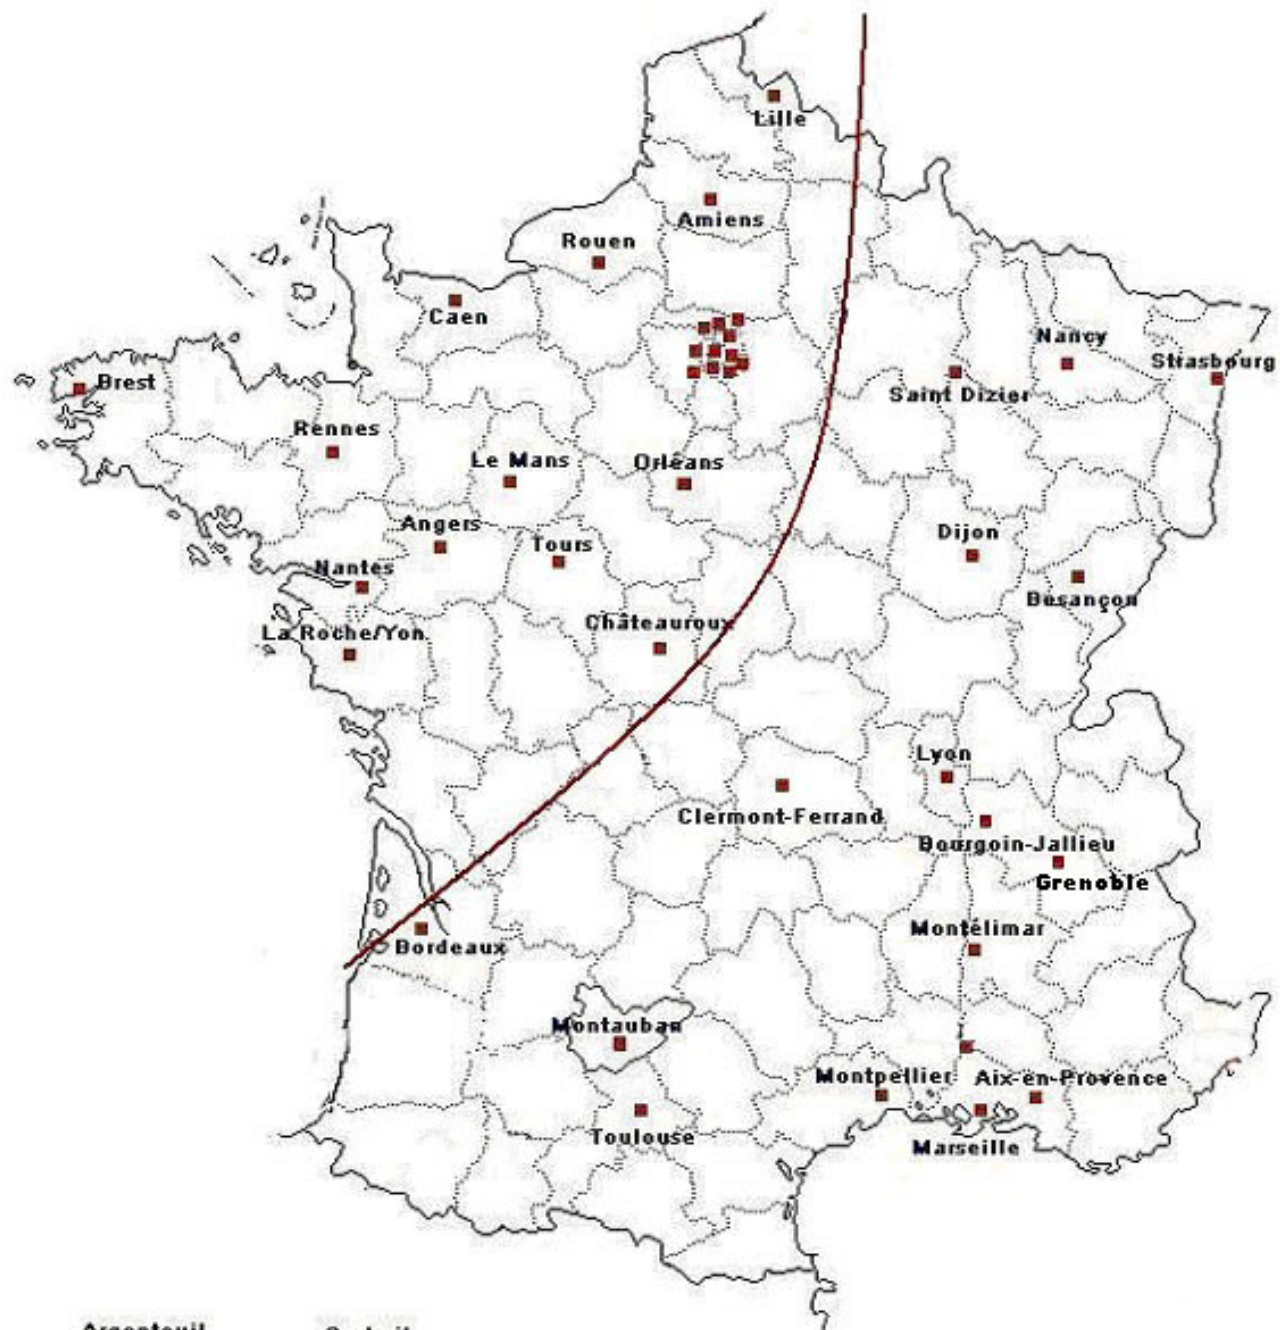 Lille
Amiens
Rouen
Caen
Nancy
Strasbourg
Brest
Saint Dizier
Rennes
Le Mans
Orléans
Angers
Tours
Dijon
Nantes
Besançon
Châteauroux
La Roche/Yon
Lyon
Clermont-Ferrand
Bourgoin-Jallieu
Grenoble
Montélimar
Bordeaux
Montauban
Montpellier
Aix-en-Provence
Toulouse
Marseille
Argenteuil